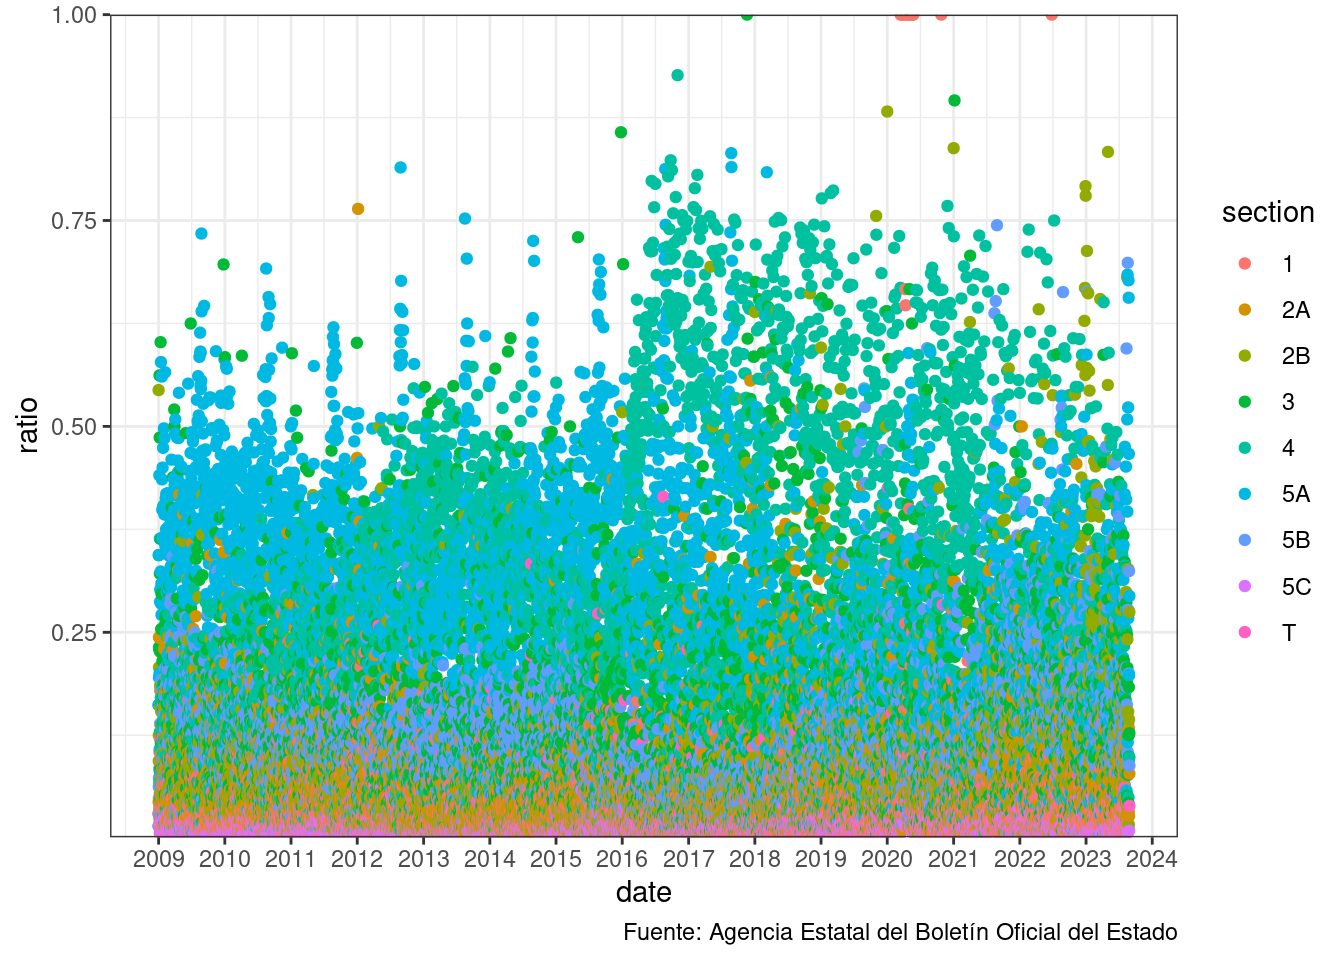 1.00
0.75
0.50
0.25
ratio
2009 2010 2011 2012 2013 2014 2015 2016 2017 2018 2019 2020 2021 2022 2023 2024
date
section
1
2A
2B
3
4
5A
5B
5C
T
Fuente: Agencia Estatal del Boletín Oficial del Estado